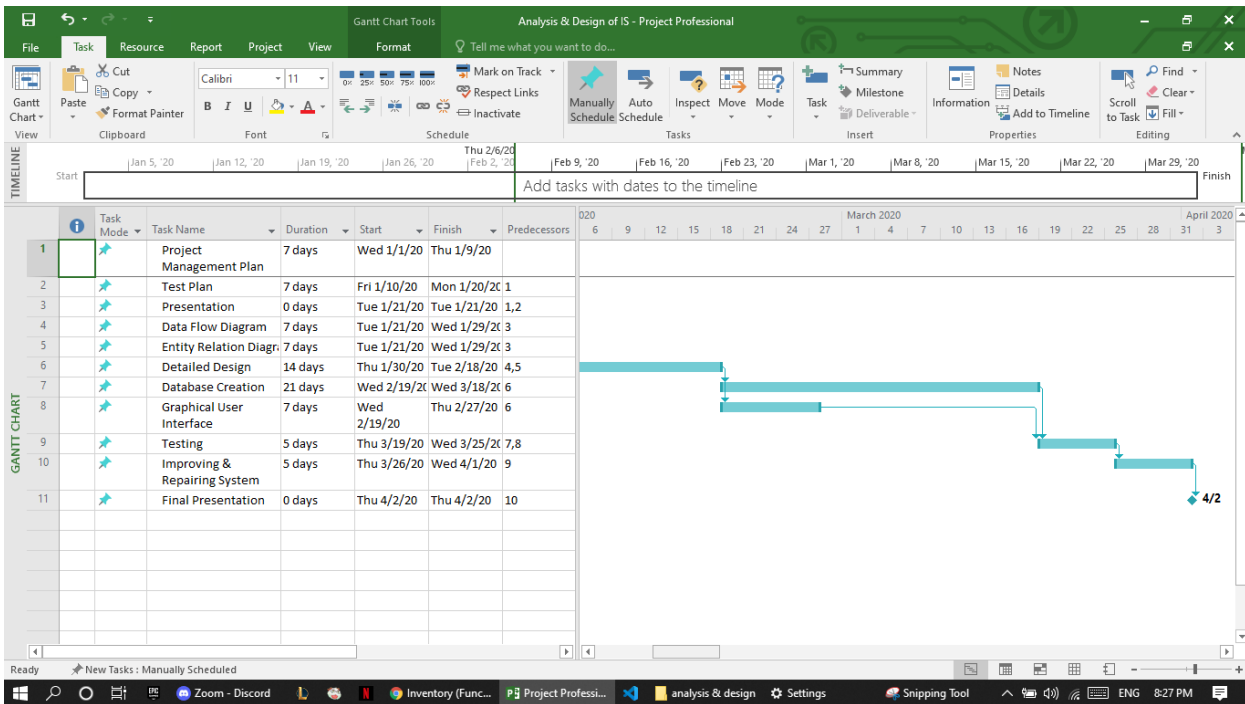 Gantt Chart Tools
Analysis & Design of IS - Project Professional
File Task Resource Report Project View Format Tell me what you want to do...
Gantt Chart
View
Paste
Cut
Copy
Format Painter
Clipboard
Calibri 11
B I U A
Font
0× 25× 50× 75× 100×
Mark on Track
Respect Links
Inactivate
Schedule
Manually Schedule
Auto Schedule
Inspect Move Mode
Tasks
Task
Summary
Milestone
Deliverable
Insert
Information
Notes
Details
Add to Timeline
Properties
Scroll to Task
Find
Clear
Fill
Editing
TIMELINE
Thu 2/6/20
Jan 5, '20 Jan 12, '20 Jan 19, '20 Jan 26, '20 Feb 2, '20 Feb 9, '20 Feb 16, '20 Feb 23, '20 Mar 1, '20 Mar 8, '20 Mar 15, '20 Mar 22, '20 Mar 29, '20
Start
Finish
Add tasks with dates to the timeline
GANTT CHART
Task Mode Task Name Duration Start Finish Predecessors
020 March 2020 April 2020
6 9 12 15 18 21 24 27 1 4 7 10 13 16 19 22 25 28 31 3
1 Project Management Plan 7 days Wed 1/1/20 Thu 1/9/20
2 Test Plan 7 days Fri 1/10/20 Mon 1/20/20 1
3 Presentation 0 days Tue 1/21/20 Tue 1/21/20 1,2
4 Data Flow Diagram 7 days Tue 1/21/20 Wed 1/29/20 3
5 Entity Relation Diagra 7 days Tue 1/21/20 Wed 1/29/20 3
6 Detailed Design 14 days Thu 1/30/20 Tue 2/18/20 4,5
7 Database Creation 21 days Wed 2/19/20 Wed 3/18/20 6
8 Graphical User Interface 7 days Wed 2/19/20 Thu 2/27/20 6
9 Testing 5 days Thu 3/19/20 Wed 3/25/20 7,8
10 Improving & Repairing System 5 days Thu 3/26/20 Wed 4/1/20 9
11 Final Presentation 0 days Thu 4/2/20 Thu 4/2/20 10
4/2
Ready New Tasks : Manually Scheduled
Zoom - Discord
Inventory (Func...
Project Professi...
analysis & design
Settings
Snipping Tool
ENG 8:27 PM